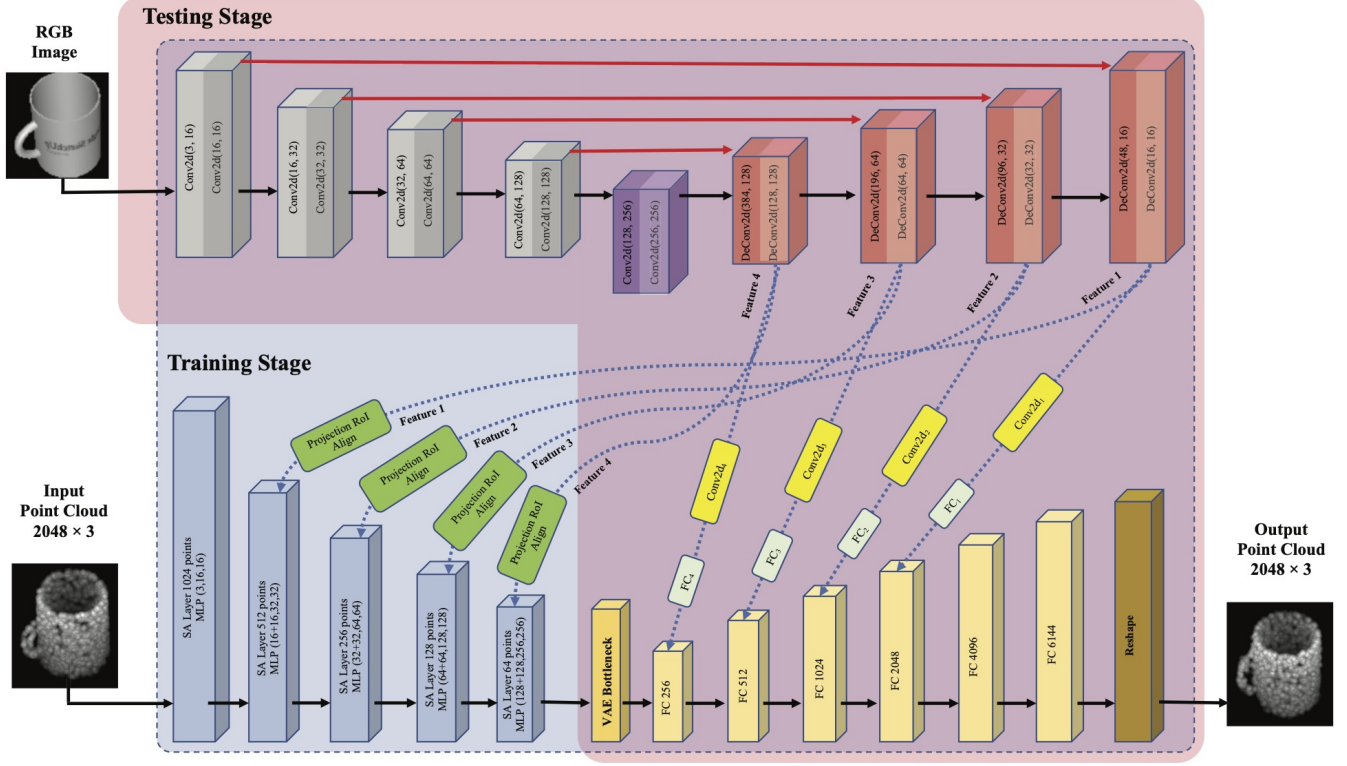 Testing Stage
RGB
Image
Conv2d(3, 16)
Conv2d(16, 16)
Conv2d(16, 32)
Conv2d(32, 32)
Conv2d(32, 64)
Conv2d(64, 64)
Conv2d(64, 128)
Conv2d(128, 128)
Conv2d(128, 256)
Conv2d(256, 256)
DeConv2d(384, 128)
DeConv2d(128, 128)
DeConv2d(196, 64)
DeConv2d(64, 64)
DeConv2d(96, 32)
DeConv2d(32, 32)
DeConv2d(48, 16)
DeConv2d(16, 16)
Feature 4
Feature 3
Feature 2
Feature 1
Training Stage
Projection RoI
Align
Feature 1
Projection RoI
Align
Feature 2
Projection RoI
Align
Feature 3
Projection RoI
Align
Feature 4
Conv2d₄
Conv2d₃
Conv2d₂
Conv2d₁
FC₄
FC₃
FC₂
FC₁
Input
Point Cloud
2048 × 3
SA Layer 1024 points
MLP (3,16,16)
SA Layer 512 points
MLP (16+16,32,32)
SA Layer 256 points
MLP (32+32,64,64)
SA Layer 128 points
MLP (64+64,128,128)
SA Layer 64 points
MLP (128+128,256,256)
VAE Bottleneck
FC 256
FC 512
FC 1024
FC 2048
FC 4096
FC 6144
Reshape
Output
Point Cloud
2048 × 3